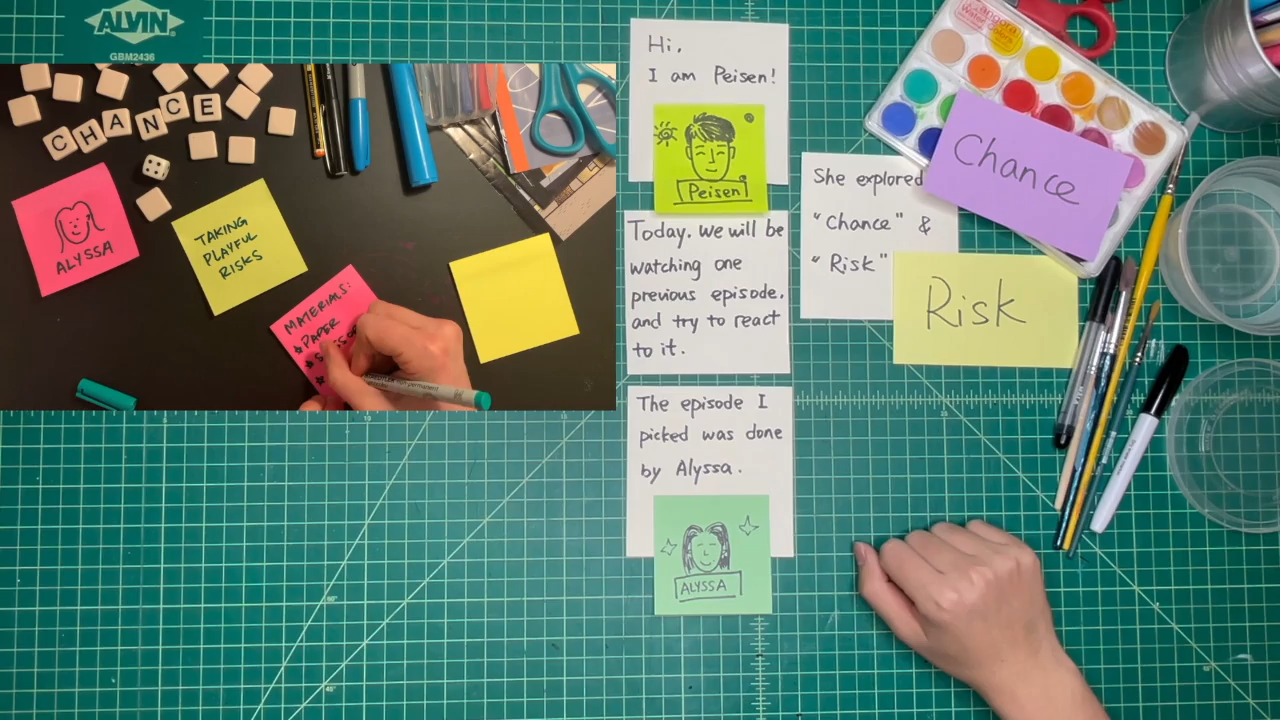 ALVIN
GBM2436
CHANCE
ALYSSA
TAKING
PLAYFUL
RISKS
MATERIALS:
PAPER
Hi,
I am Peisen!
Peisen
Today, we will be
watching one
previous episode,
and try to react
to it.
The episode I
picked was done
by Alyssa.
ALYSSA
She explored
"Chance" &
"Risk"
Chance
Risk